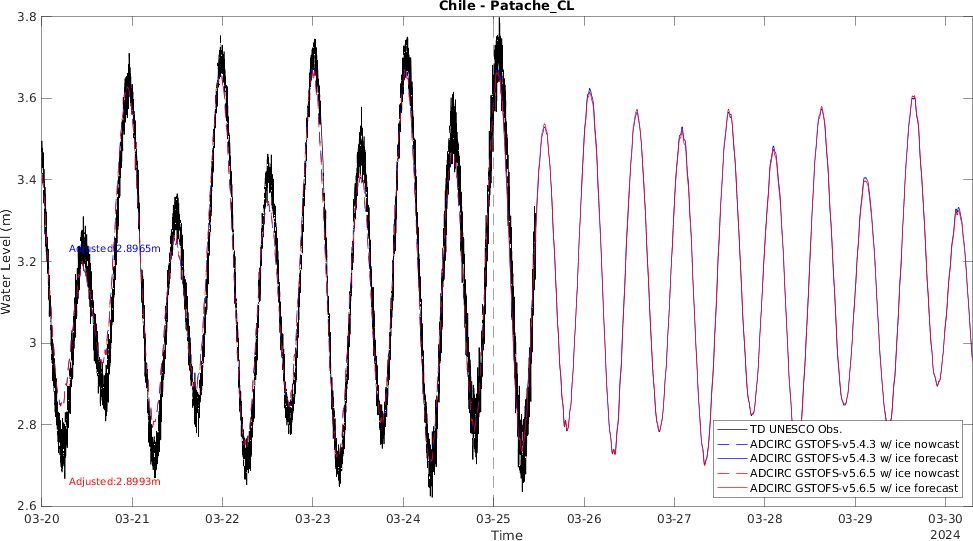 Chile - Patache_CL
3.8
3.6
3.4
3.2
3
2.8
2.6
Water Level (m)
Adjusted:2.8965m
Adjusted:2.8993m
TD UNESCO Obs.
ADCIRC GSTOFS-v5.4.3 w/ ice nowcast
ADCIRC GSTOFS-v5.4.3 w/ ice forecast
ADCIRC GSTOFS-v5.6.5 w/ ice nowcast
ADCIRC GSTOFS-v5.6.5 w/ ice forecast
03-20 03-21 03-22 03-23 03-24 03-25 03-26 03-27 03-28 03-29 03-30
Time
2024